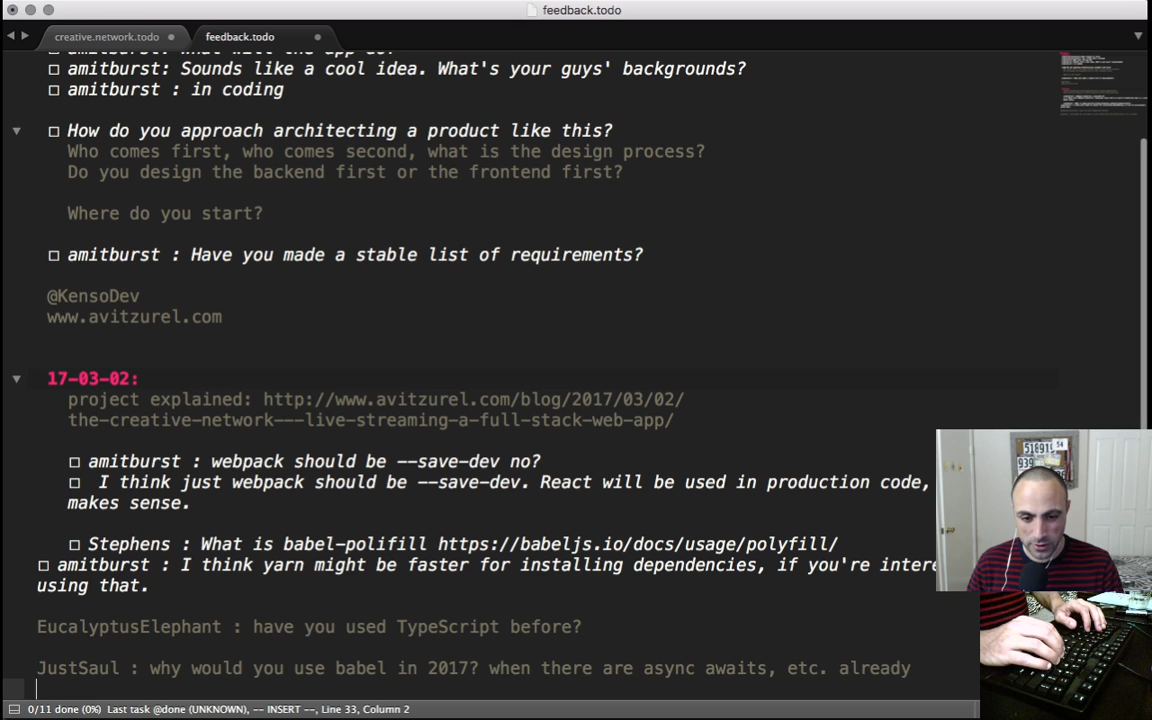 feedback.todo
creative.network.todo
feedback.todo
amitburst: what will the app do?
amitburst: Sounds like a cool idea. What's your guys' backgrounds?
amitburst : in coding
How do you approach architecting a product like this?
Who comes first, who comes second, what is the design process?
Do you design the backend first or the frontend first?
Where do you start?
amitburst : Have you made a stable list of requirements?
@KensoDev
www.avitzurel.com
17-03-02:
project explained: http://www.avitzurel.com/blog/2017/03/02/
the-creative-network---live-streaming-a-full-stack-web-app/
amitburst : webpack should be --save-dev no?
I think just webpack should be --save-dev. React will be used in production code,
makes sense.
Stephens : What is babel-polifill https://babeljs.io/docs/usage/polyfill/
amitburst : I think yarn might be faster for installing dependencies, if you're
using that.
EucalyptusElephant : have you used TypeScript before?
JustSaul : why would you use babel in 2017? when there are async awaits, etc. already
0/11 done (0%) Last task @done (UNKNOWN), -- INSERT --, Line 33, Column 2